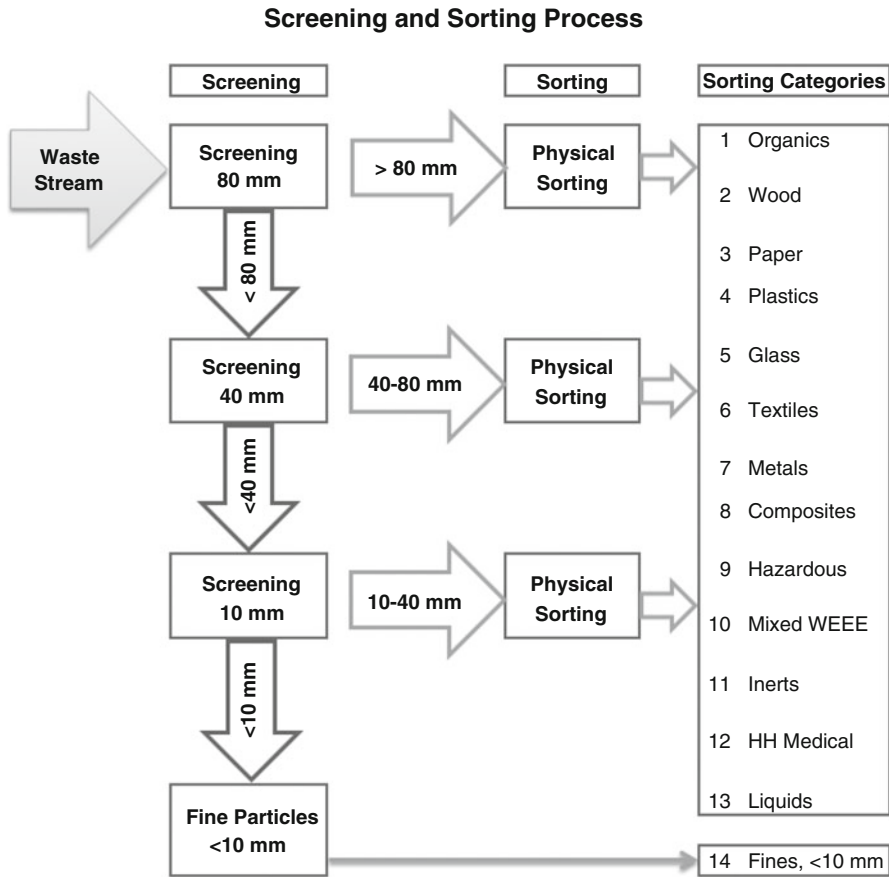 Screening and Sorting Process
Screening
Sorting
Sorting Categories
Waste
Stream
Screening
80 mm
> 80 mm
Physical
Sorting
< 80 mm
Screening
40 mm
40-80 mm
Physical
Sorting
<40 mm
Screening
10 mm
10-40 mm
Physical
Sorting
<10 mm
Fine Particles
<10 mm
1 Organics
2 Wood
3 Paper
4 Plastics
5 Glass
6 Textiles
7 Metals
8 Composites
9 Hazardous
10 Mixed WEEE
11 Inerts
12 HH Medical
13 Liquids
14 Fines, <10 mm